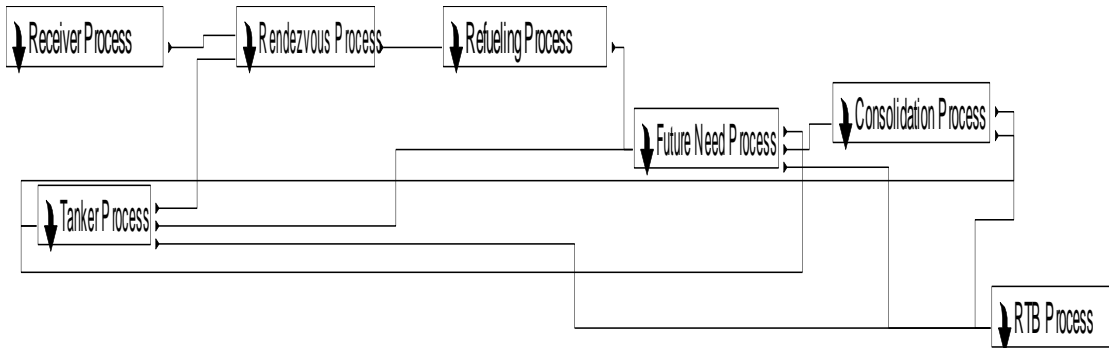 Receiver Process
Rendezvous Process
Refueling Process
Consolidation Process
Future Need Process
Tanker Process
RTB Process